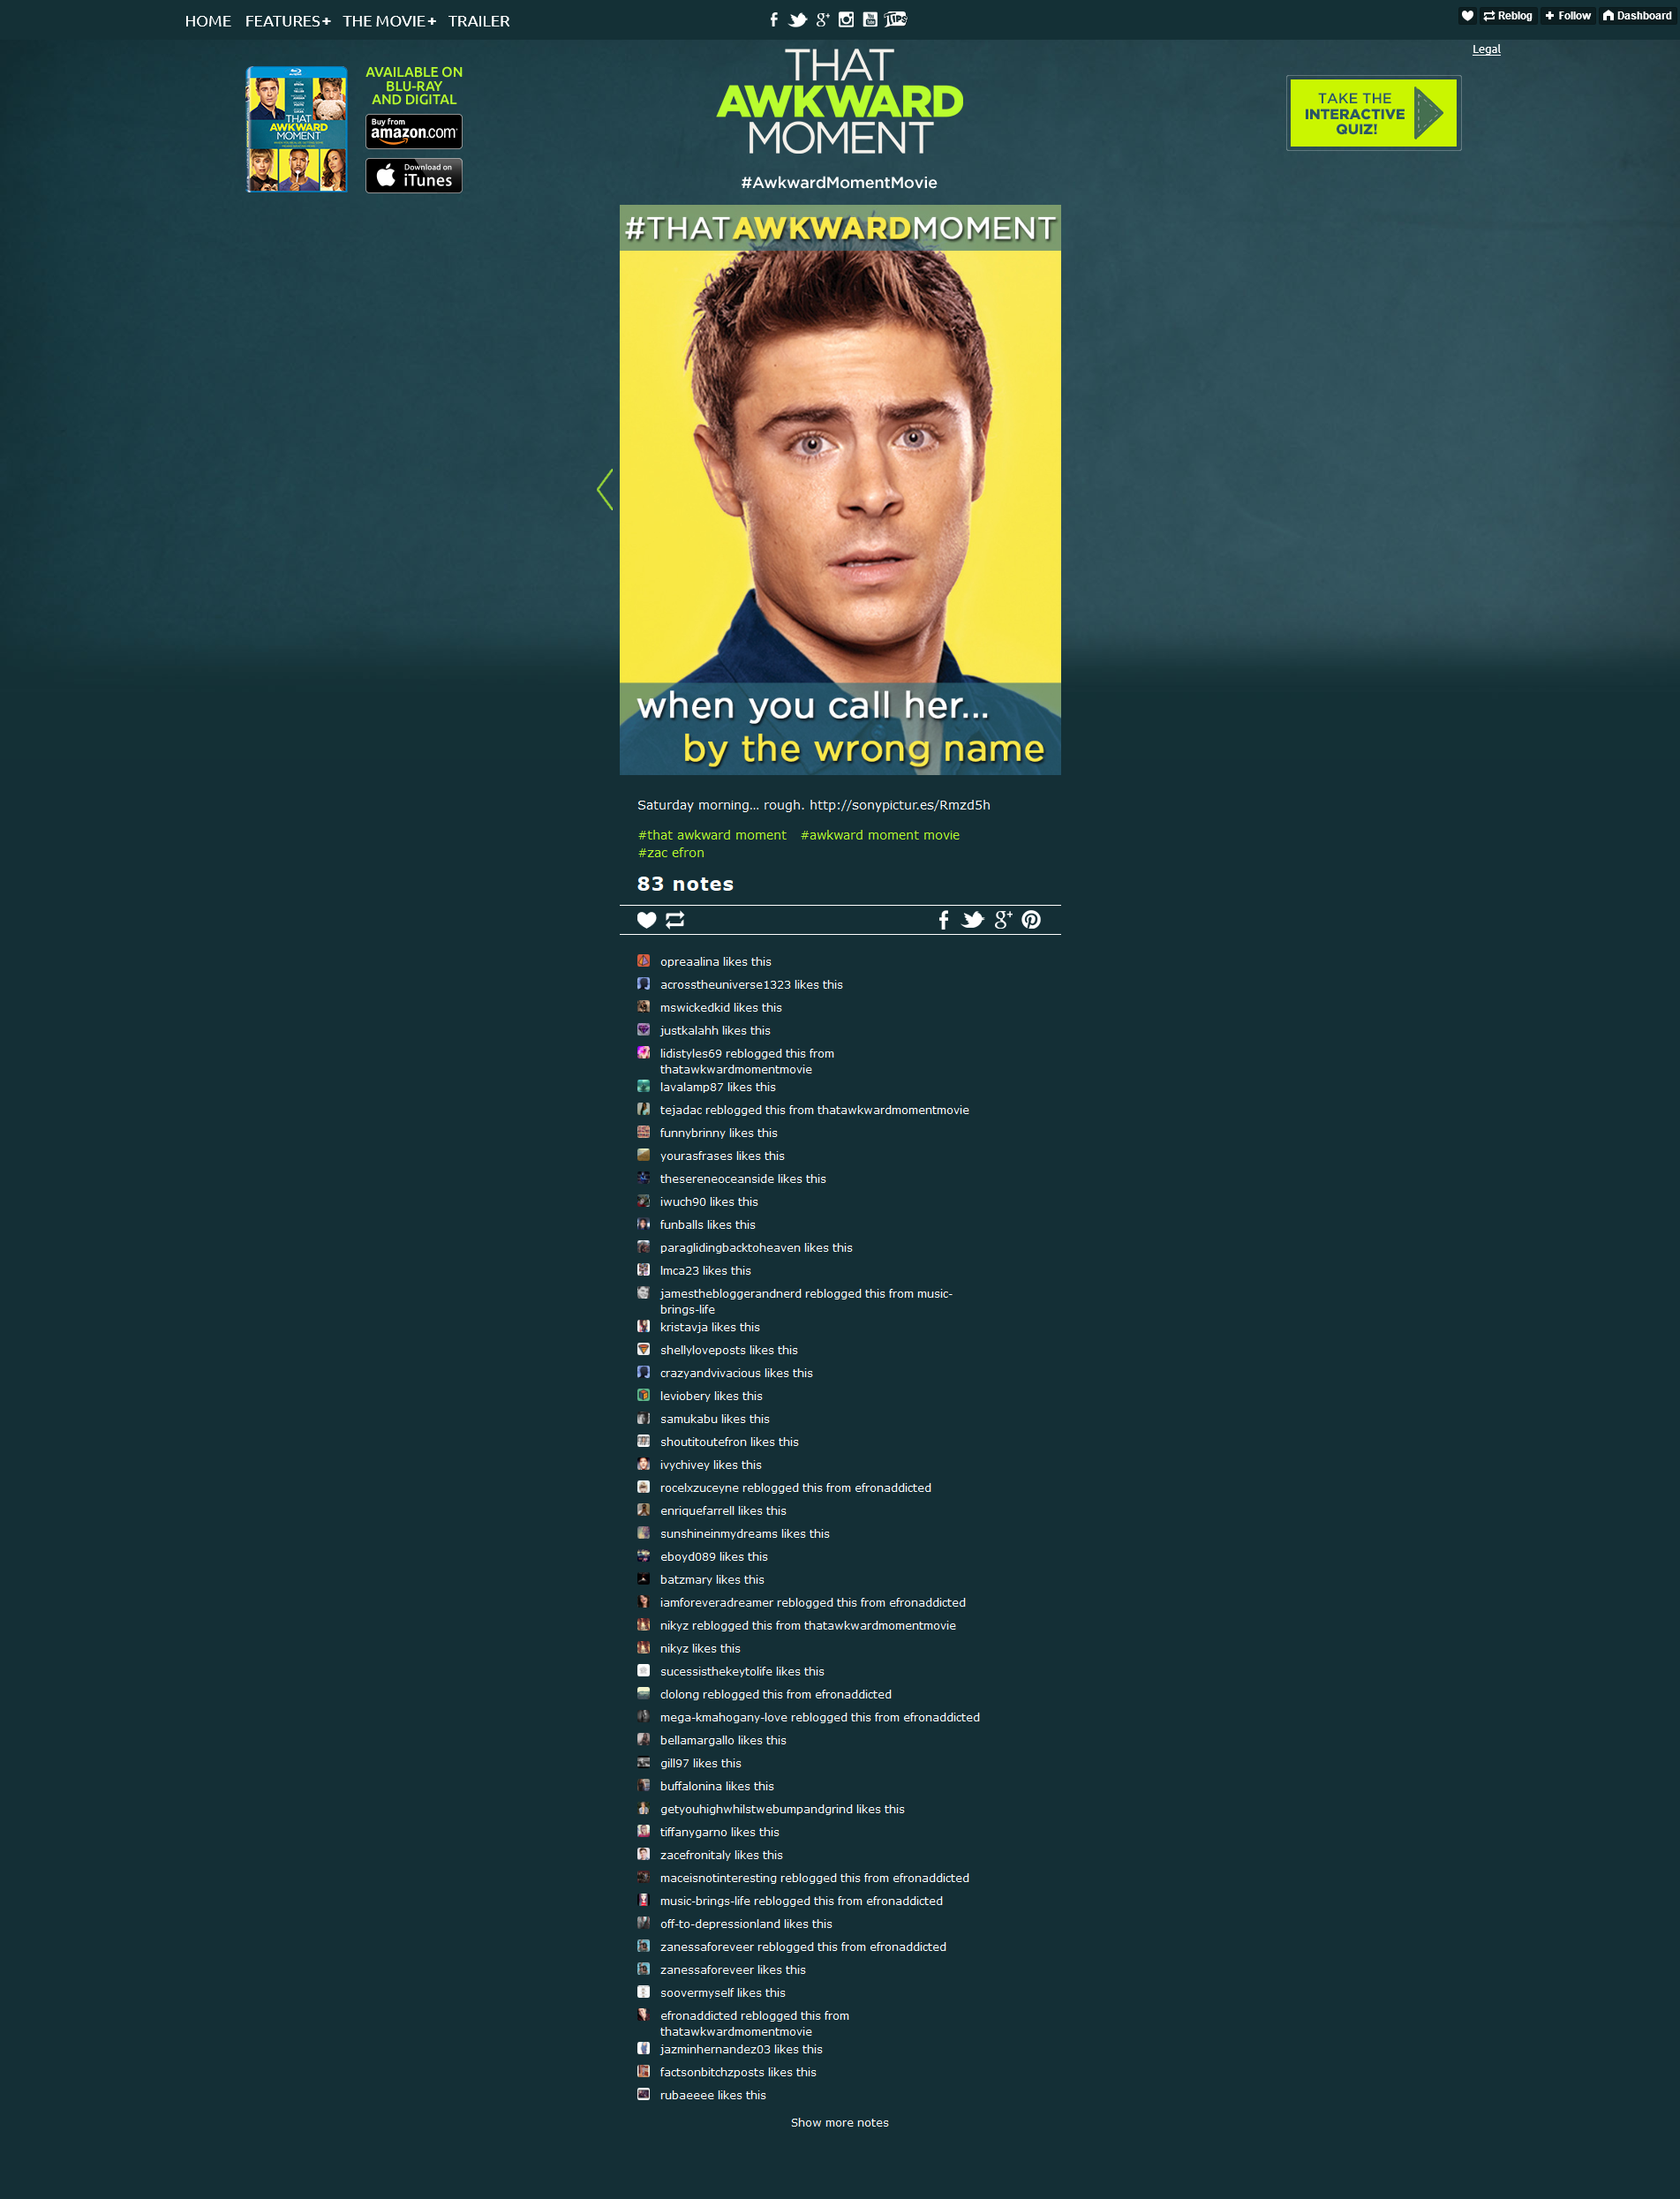 HOME FEATURES+ THE MOVIE+ TRAILER
Reblog Follow Dashboard
Legal
AVAILABLE ON
BLU-RAY
AND DIGITAL
Buy from
amazon.com
Download on
iTunes
THAT
AWKWARD
MOMENT
THAT
AWKWARD
MOMENT
#AwkwardMomentMovie
TAKE THE
INTERACTIVE
QUIZ!
#THATAWKWARDMOMENT
when you call her...
by the wrong name
Saturday morning... rough. http://sonypictur.es/Rmzd5h
#that awkward moment #awkward moment movie
#zac efron
83 notes
opreaalina likes this
acrosstheuniverse1323 likes this
mswickedkid likes this
justkalahh likes this
lidistyles69 reblogged this from
thatawkwardmomentmovie
lavalamp87 likes this
tejadac reblogged this from thatawkwardmomentmovie
funnybrinny likes this
yourasfrases likes this
thesereneoceanside likes this
iwuch90 likes this
funballs likes this
paraglidingbacktoheaven likes this
lmca23 likes this
jamesthebloggerandnerd reblogged this from music-
brings-life
kristavja likes this
shellyloveposts likes this
crazyandvivacious likes this
leviobery likes this
samukabu likes this
shoutitoutefron likes this
ivychivey likes this
rocelxzuceyne reblogged this from efronaddicted
enriquefarrell likes this
sunshineinmydreams likes this
eboyd089 likes this
batzmary likes this
iamforeveradreamer reblogged this from efronaddicted
nikyz reblogged this from thatawkwardmomentmovie
nikyz likes this
sucessisthekeytolife likes this
clolong reblogged this from efronaddicted
mega-kmahogany-love reblogged this from efronaddicted
bellamargallo likes this
gill97 likes this
buffalonina likes this
getyouhighwhilstwebumpandgrind likes this
tiffanygarno likes this
zacefronitaly likes this
maceisnotinteresting reblogged this from efronaddicted
music-brings-life reblogged this from efronaddicted
off-to-depressionland likes this
zanessaforeveer reblogged this from efronaddicted
zanessaforeveer likes this
soovermyself likes this
efronaddicted reblogged this from
thatawkwardmomentmovie
jazminhernandez03 likes this
factsonbitchzposts likes this
rubaeeee likes this
Show more notes